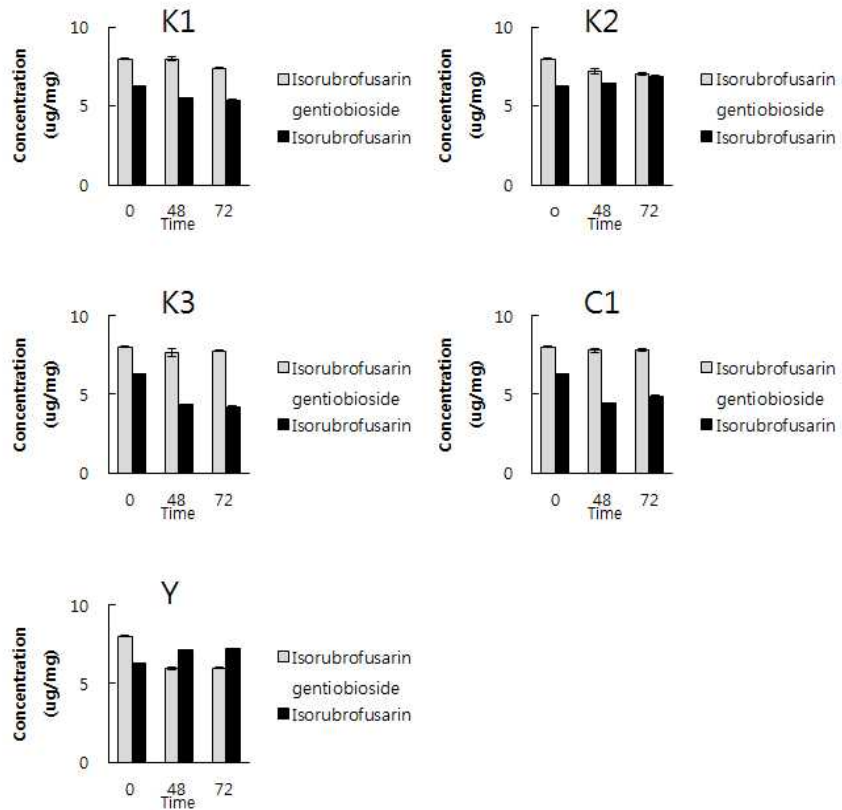 K1
10
5
0
Concentration
(ug/mg)
0 48 72
Time
Isorubrofusarin
gentiobioside
Isorubrofusarin
K2
10
5
0
Concentration
(ug/mg)
o 48 72
Time
Isorubrofusarin
gentiobioside
Isorubrofusarin
K3
10
5
0
Concentration
(ug/mg)
0 48 72
Time
Isorubrofusarin
gentiobioside
Isorubrofusarin
C1
10
5
0
Concentration
(ug/mg)
0 48 72
Time
Isorubrofusarin
gentiobioside
Isorubrofusarin
Y
10
5
0
Concentration
(ug/mg)
0 48 72
Time
Isorubrofusarin
gentiobioside
Isorubrofusarin